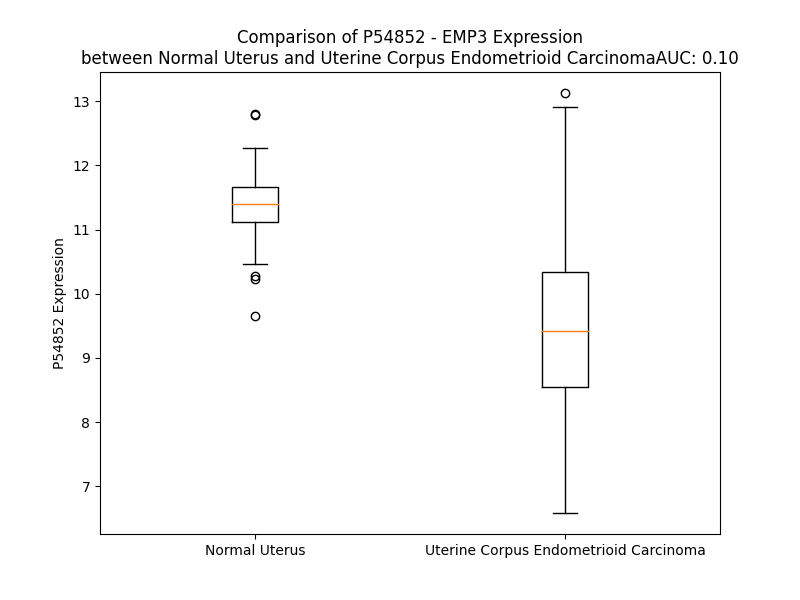 Comparison of P54852 - EMP3 Expression
between Normal Uterus and Uterine Corpus Endometrioid CarcinomaAUC: 0.10
P54852 Expression
13
12
11
10
9
8
7
Normal Uterus
Uterine Corpus Endometrioid Carcinoma